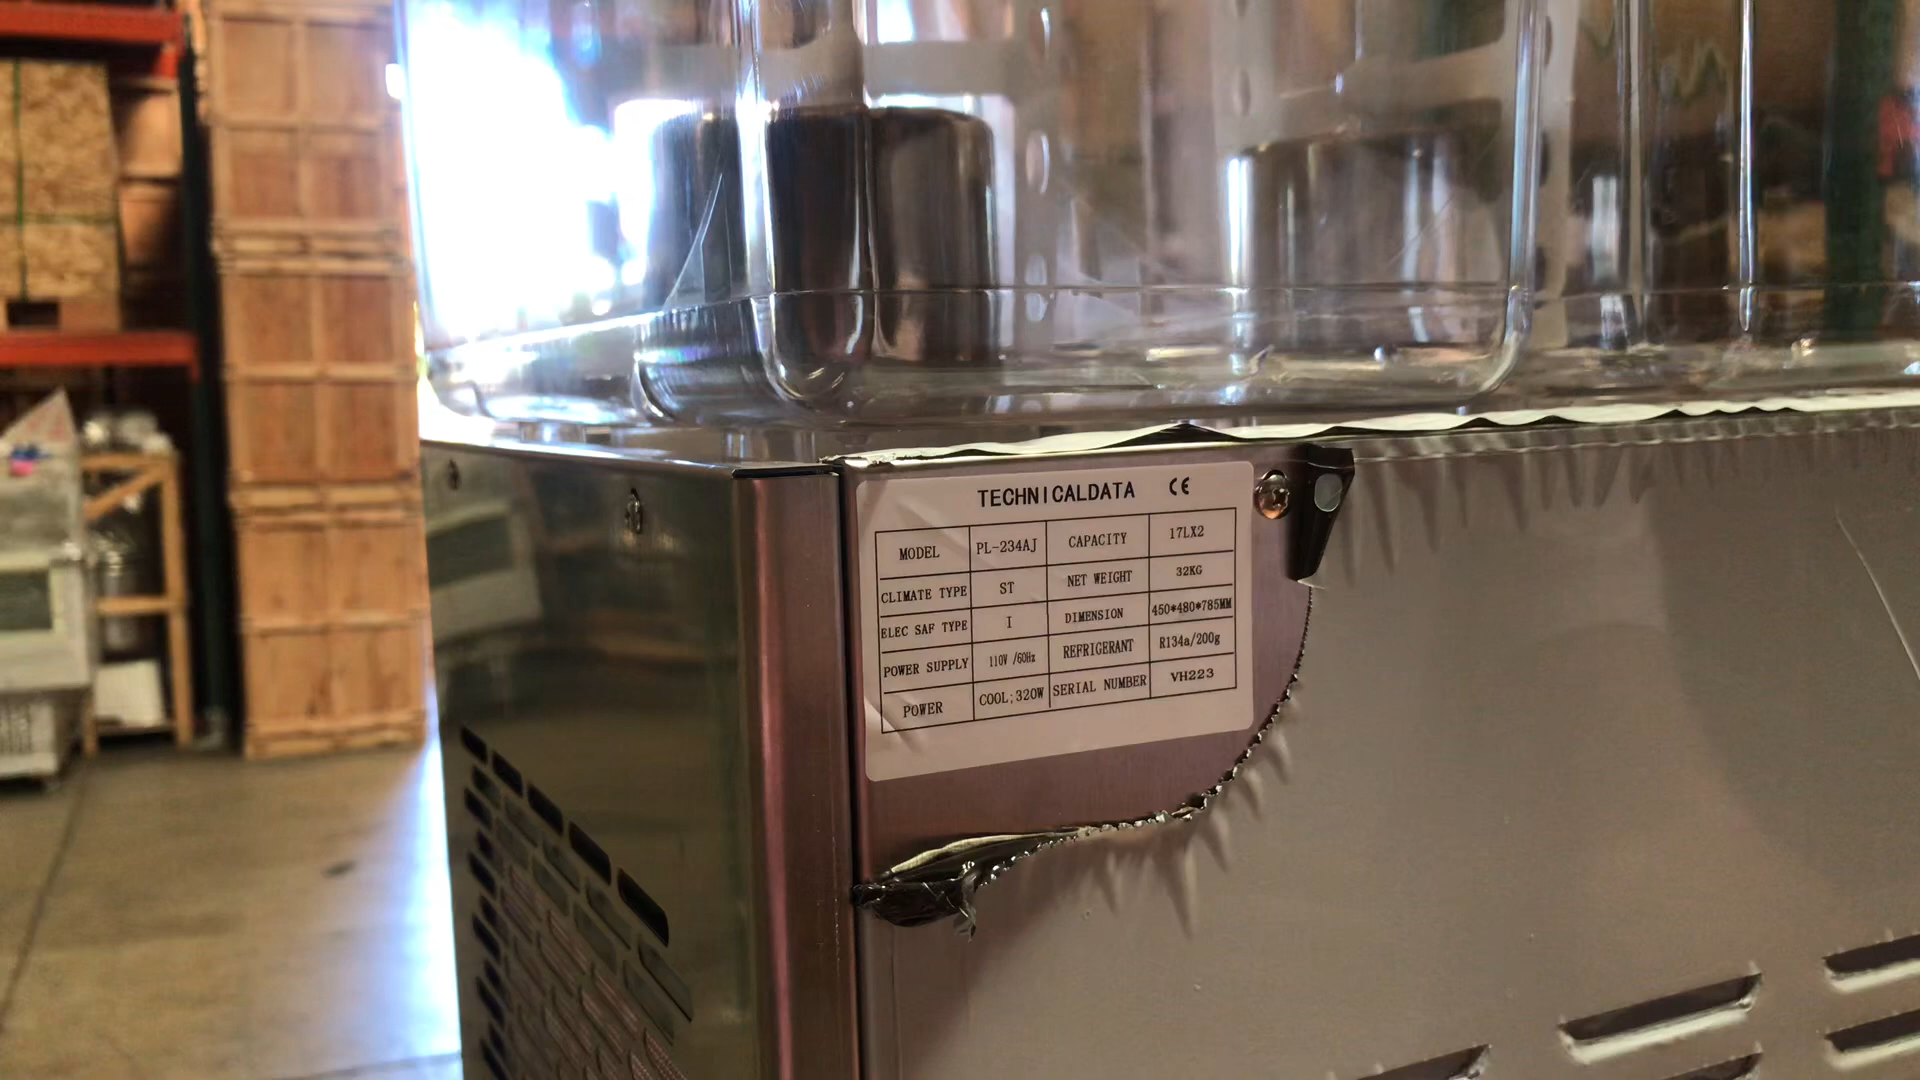 TECHNICALDATA CE
MODEL PL-234AJ CAPACITY 17LX2
CLIMATE TYPE ST NET WEIGHT 32KG
ELEC SAF TYPE I DIMENSION 450*480*785MM
POWER SUPPLY 110V /60Hz REFRIGERANT R134a/200g
POWER COOL;320W SERIAL NUMBER VH223